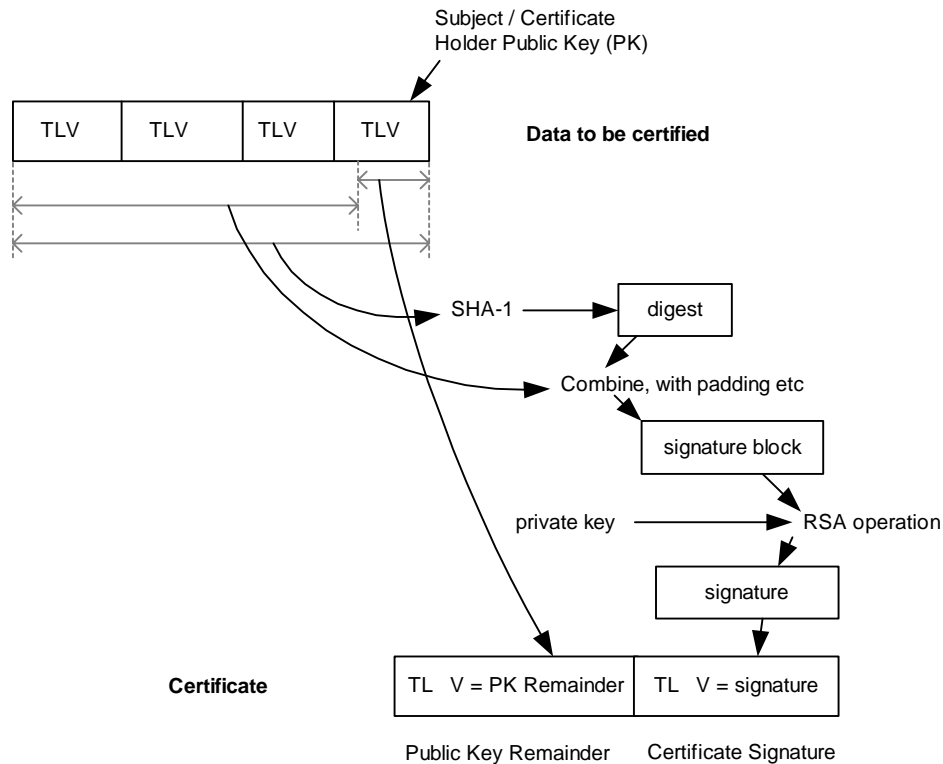 Subject / Certificate
Holder Public Key (PK)
TLV TLV TLV TLV
Data to be certified
SHA-1
digest
Combine, with padding etc
signature block
private key
RSA operation
signature
Certificate
TL V = PK Remainder
TL V = signature
Public Key Remainder
Certificate Signature